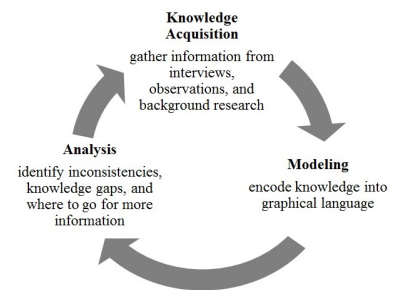 Knowledge
Acquisition
gather information from
interviews,
observations, and
background research
Modeling
encode knowledge into
graphical language
Analysis
identify inconsistencies,
knowledge gaps, and
where to go for more
information